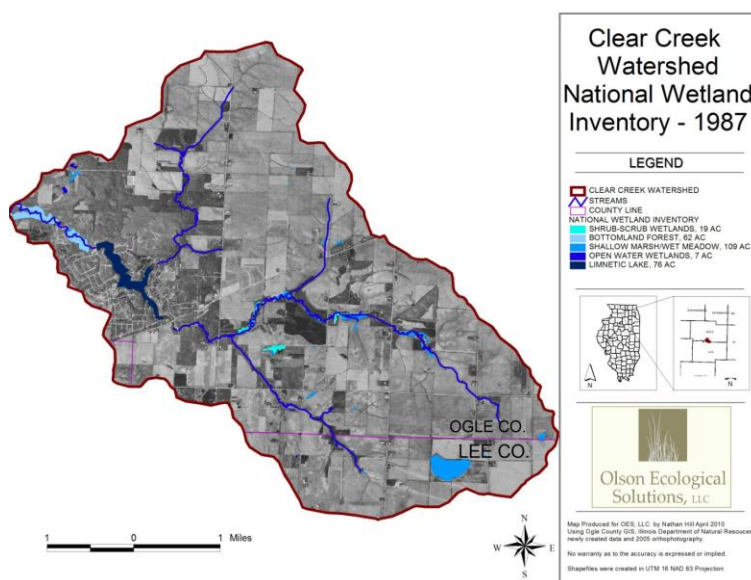 Clear Creek
Watershed
National Wetland
Inventory - 1987
LEGEND
CLEAR CREEK WATERSHED
STREAMS
COUNTY LINE
NATIONAL WETLAND INVENTORY
SHRUB-SCRUB WETLANDS, 19 AC
BOTTOMLAND FOREST, 62 AC
SHALLOW MARSH/WET MEADOW, 109 AC
OPEN WATER WETLANDS, 7 AC
LIMNETIC LAKE, 76 AC
N
N
Olson Ecological
Solutions, LLC
Map Produced for OES, LLC by Nathan Hill April 2010
Using Ogle County GIS, Illinois Department of Natural Resources
newly created data and 2005 orthophotography.
No warranty as to the accuracy is expressed or implied.
Shapefiles were created in UTM 16 NAD 83 Projection
OGLE CO.
LEE CO.
1 0 1 Miles
N
W E
S